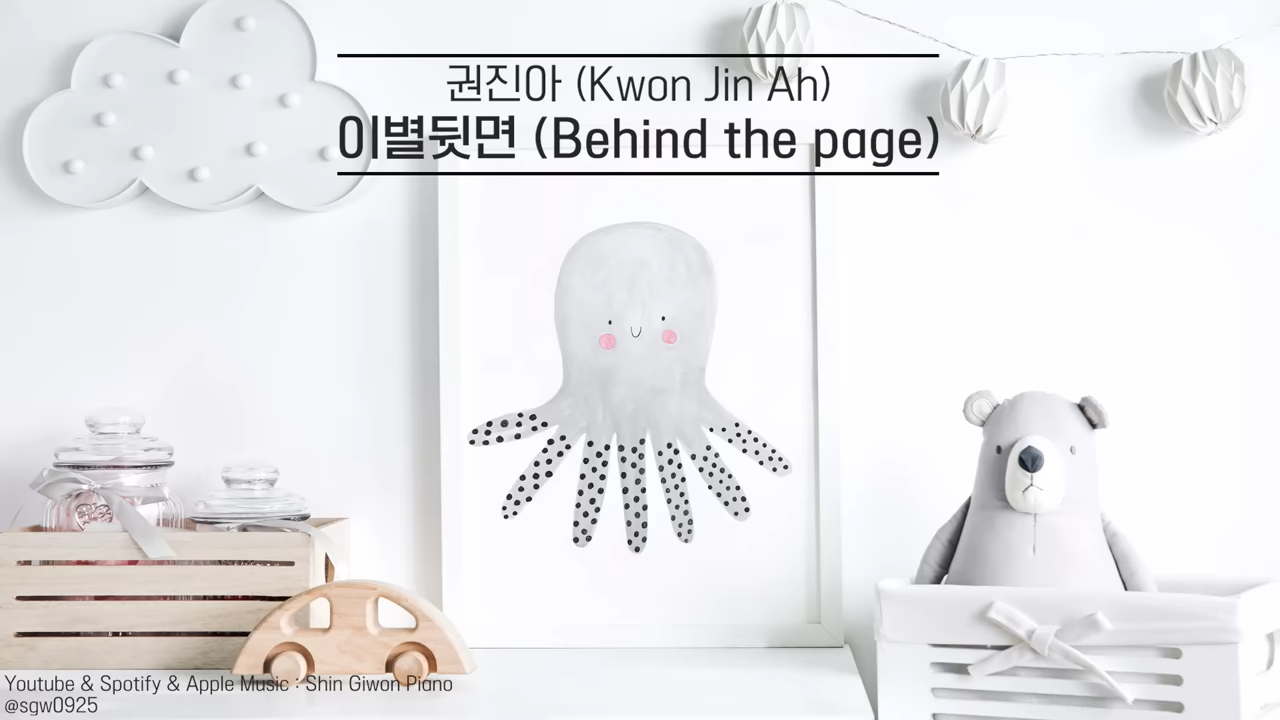 권진아 (Kwon Jin Ah)
이별뒷면 (Behind the page)
Youtube & Spotify & Apple Music : Shin Giwon Piano
@sgw0925